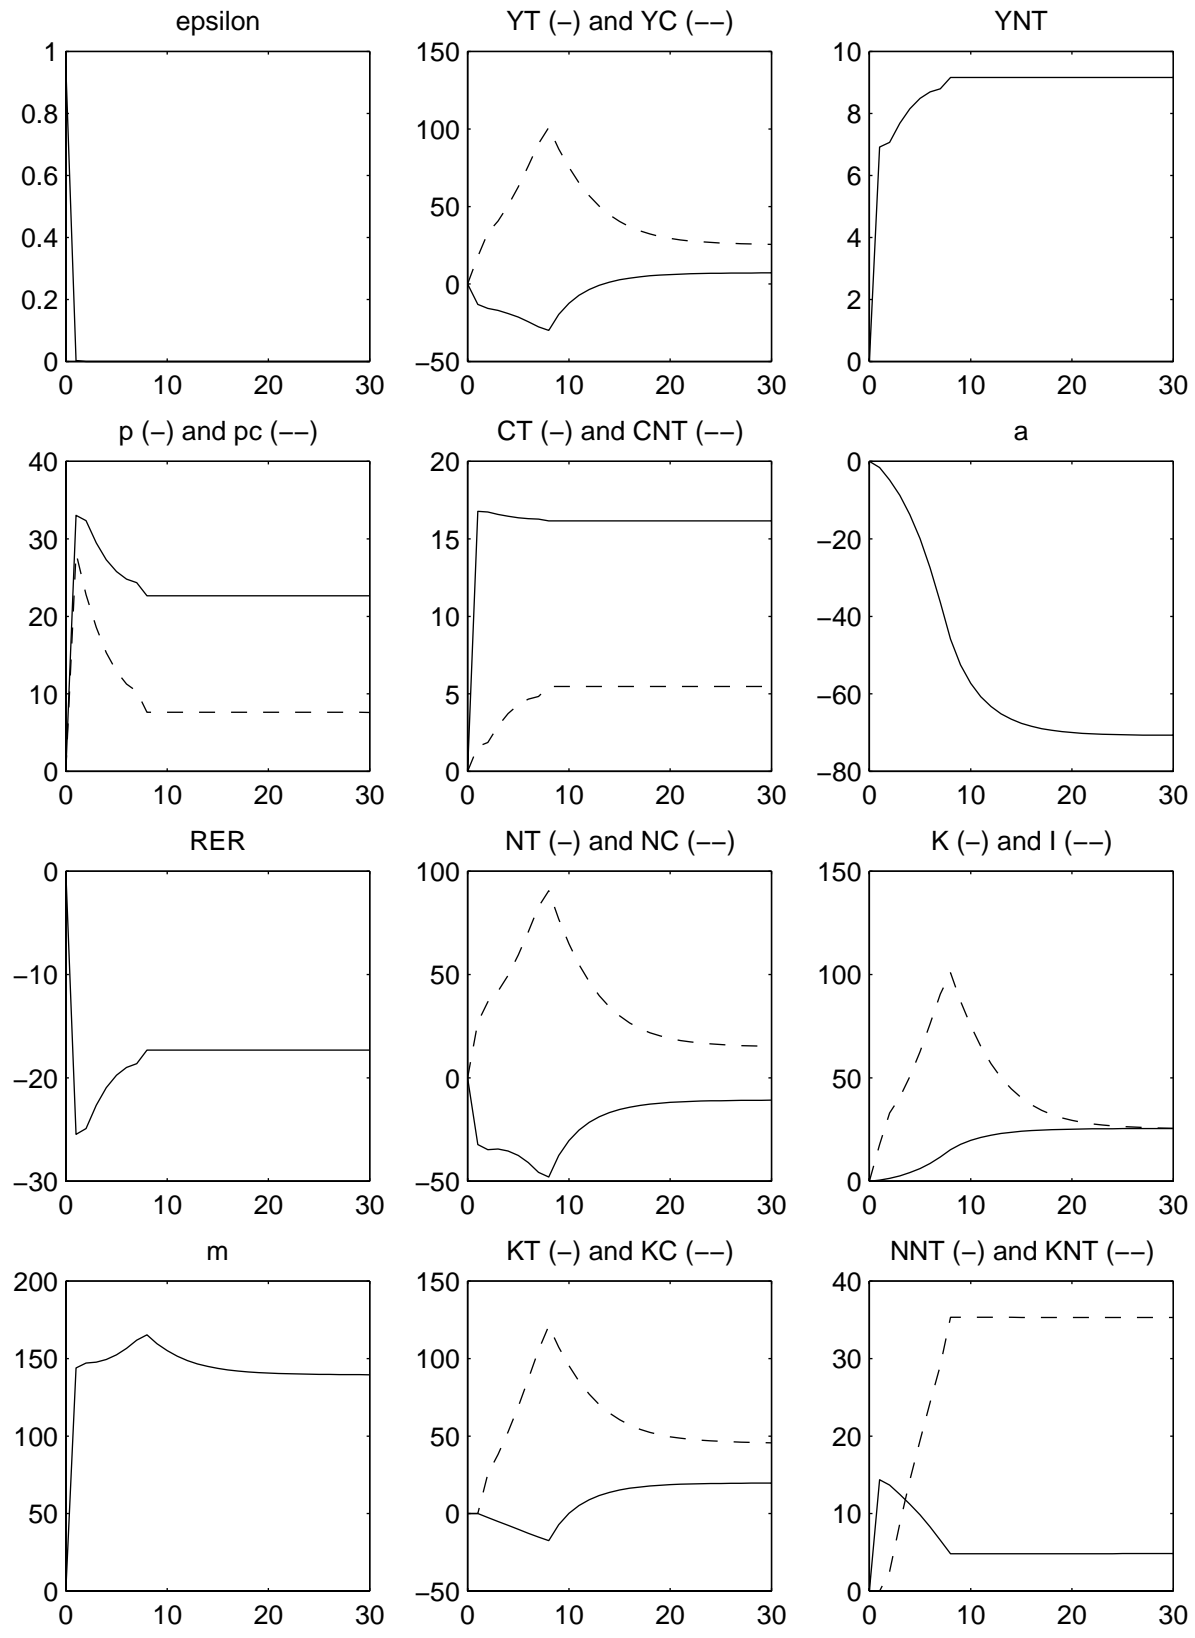 epsilon
1
0.8
0.6
0.4
0.2
0
0 10 20 30
YT (−) and YC (−−)
150
100
50
0
−50
0 10 20 30
YNT
10
8
6
4
2
0
0 10 20 30
p (−) and pc (−−)
40
30
20
10
0
0 10 20 30
CT (−) and CNT (−−)
20
15
10
5
0
0 10 20 30
a
0
−20
−40
−60
−80
0 10 20 30
RER
0
−10
−20
−30
0 10 20 30
NT (−) and NC (−−)
100
50
0
−50
0 10 20 30
K (−) and I (−−)
150
100
50
0
0 10 20 30
m
200
150
100
50
0
0 10 20 30
KT (−) and KC (−−)
150
100
50
0
−50
0 10 20 30
NNT (−) and KNT (−−)
40
30
20
10
0
0 10 20 30